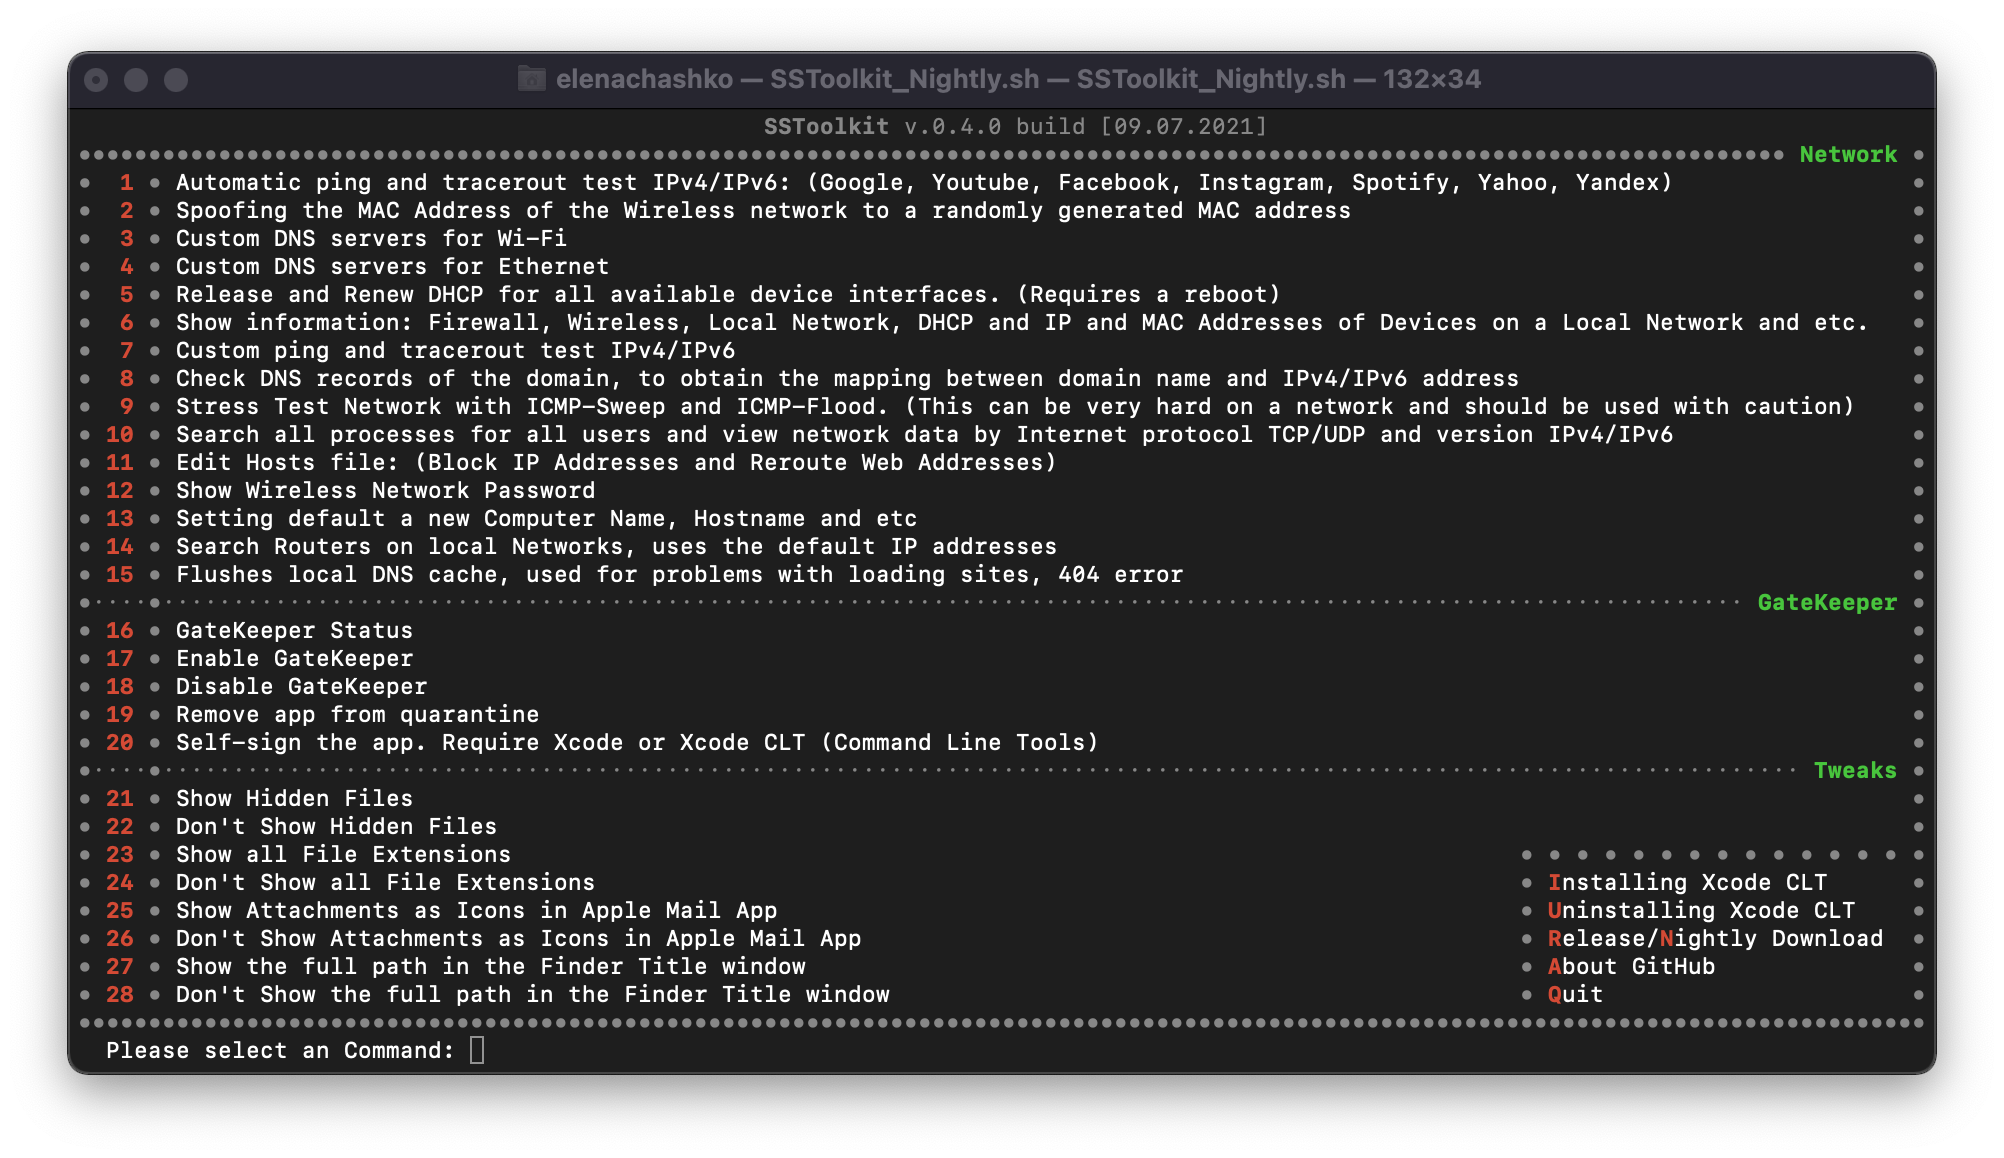 elenachashko — SSToolkit_Nightly.sh — SSToolkit_Nightly.sh — 132×34
SSToolkit v.0.4.0 build [09.07.2021]
Network
1 Automatic ping and tracerout test IPv4/IPv6: (Google, Youtube, Facebook, Instagram, Spotify, Yahoo, Yandex)
2 Spoofing the MAC Address of the Wireless network to a randomly generated MAC address
3 Custom DNS servers for Wi-Fi
4 Custom DNS servers for Ethernet
5 Release and Renew DHCP for all available device interfaces. (Requires a reboot)
6 Show information: Firewall, Wireless, Local Network, DHCP and IP and MAC Addresses of Devices on a Local Network and etc.
7 Custom ping and tracerout test IPv4/IPv6
8 Check DNS records of the domain, to obtain the mapping between domain name and IPv4/IPv6 address
9 Stress Test Network with ICMP-Sweep and ICMP-Flood. (This can be very hard on a network and should be used with caution)
10 Search all processes for all users and view network data by Internet protocol TCP/UDP and version IPv4/IPv6
11 Edit Hosts file: (Block IP Addresses and Reroute Web Addresses)
12 Show Wireless Network Password
13 Setting default a new Computer Name, Hostname and etc
14 Search Routers on local Networks, uses the default IP addresses
15 Flushes local DNS cache, used for problems with loading sites, 404 error
GateKeeper
16 GateKeeper Status
17 Enable GateKeeper
18 Disable GateKeeper
19 Remove app from quarantine
20 Self-sign the app. Require Xcode or Xcode CLT (Command Line Tools)
Tweaks
21 Show Hidden Files
22 Don't Show Hidden Files
23 Show all File Extensions
24 Don't Show all File Extensions
25 Show Attachments as Icons in Apple Mail App
26 Don't Show Attachments as Icons in Apple Mail App
27 Show the full path in the Finder Title window
28 Don't Show the full path in the Finder Title window
Installing Xcode CLT
Uninstalling Xcode CLT
Release/Nightly Download
About GitHub
Quit
Please select an Command: